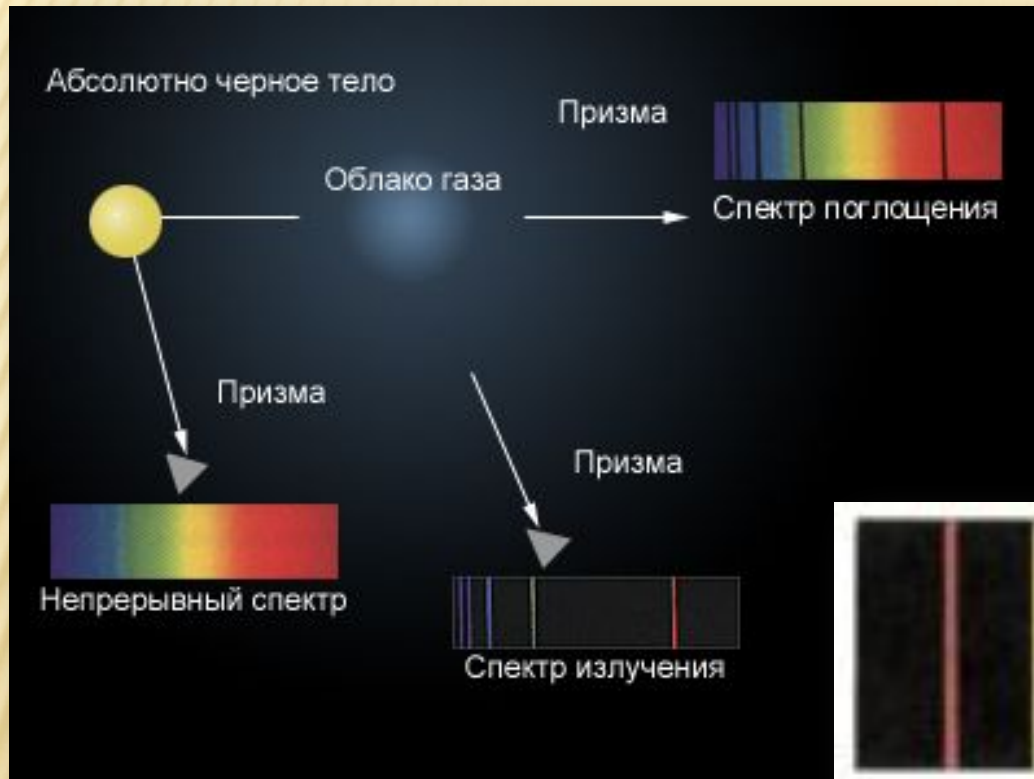 Абсолютно черное тело
Призма
Облако газа
Спектр поглощения
Призма
Призма
Непрерывный спектр
Спектр излучения